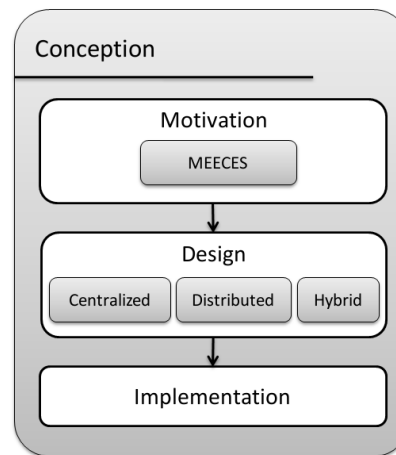 Conception
Motivation
MEECES
Design
Centralized Distributed Hybrid
Implementation